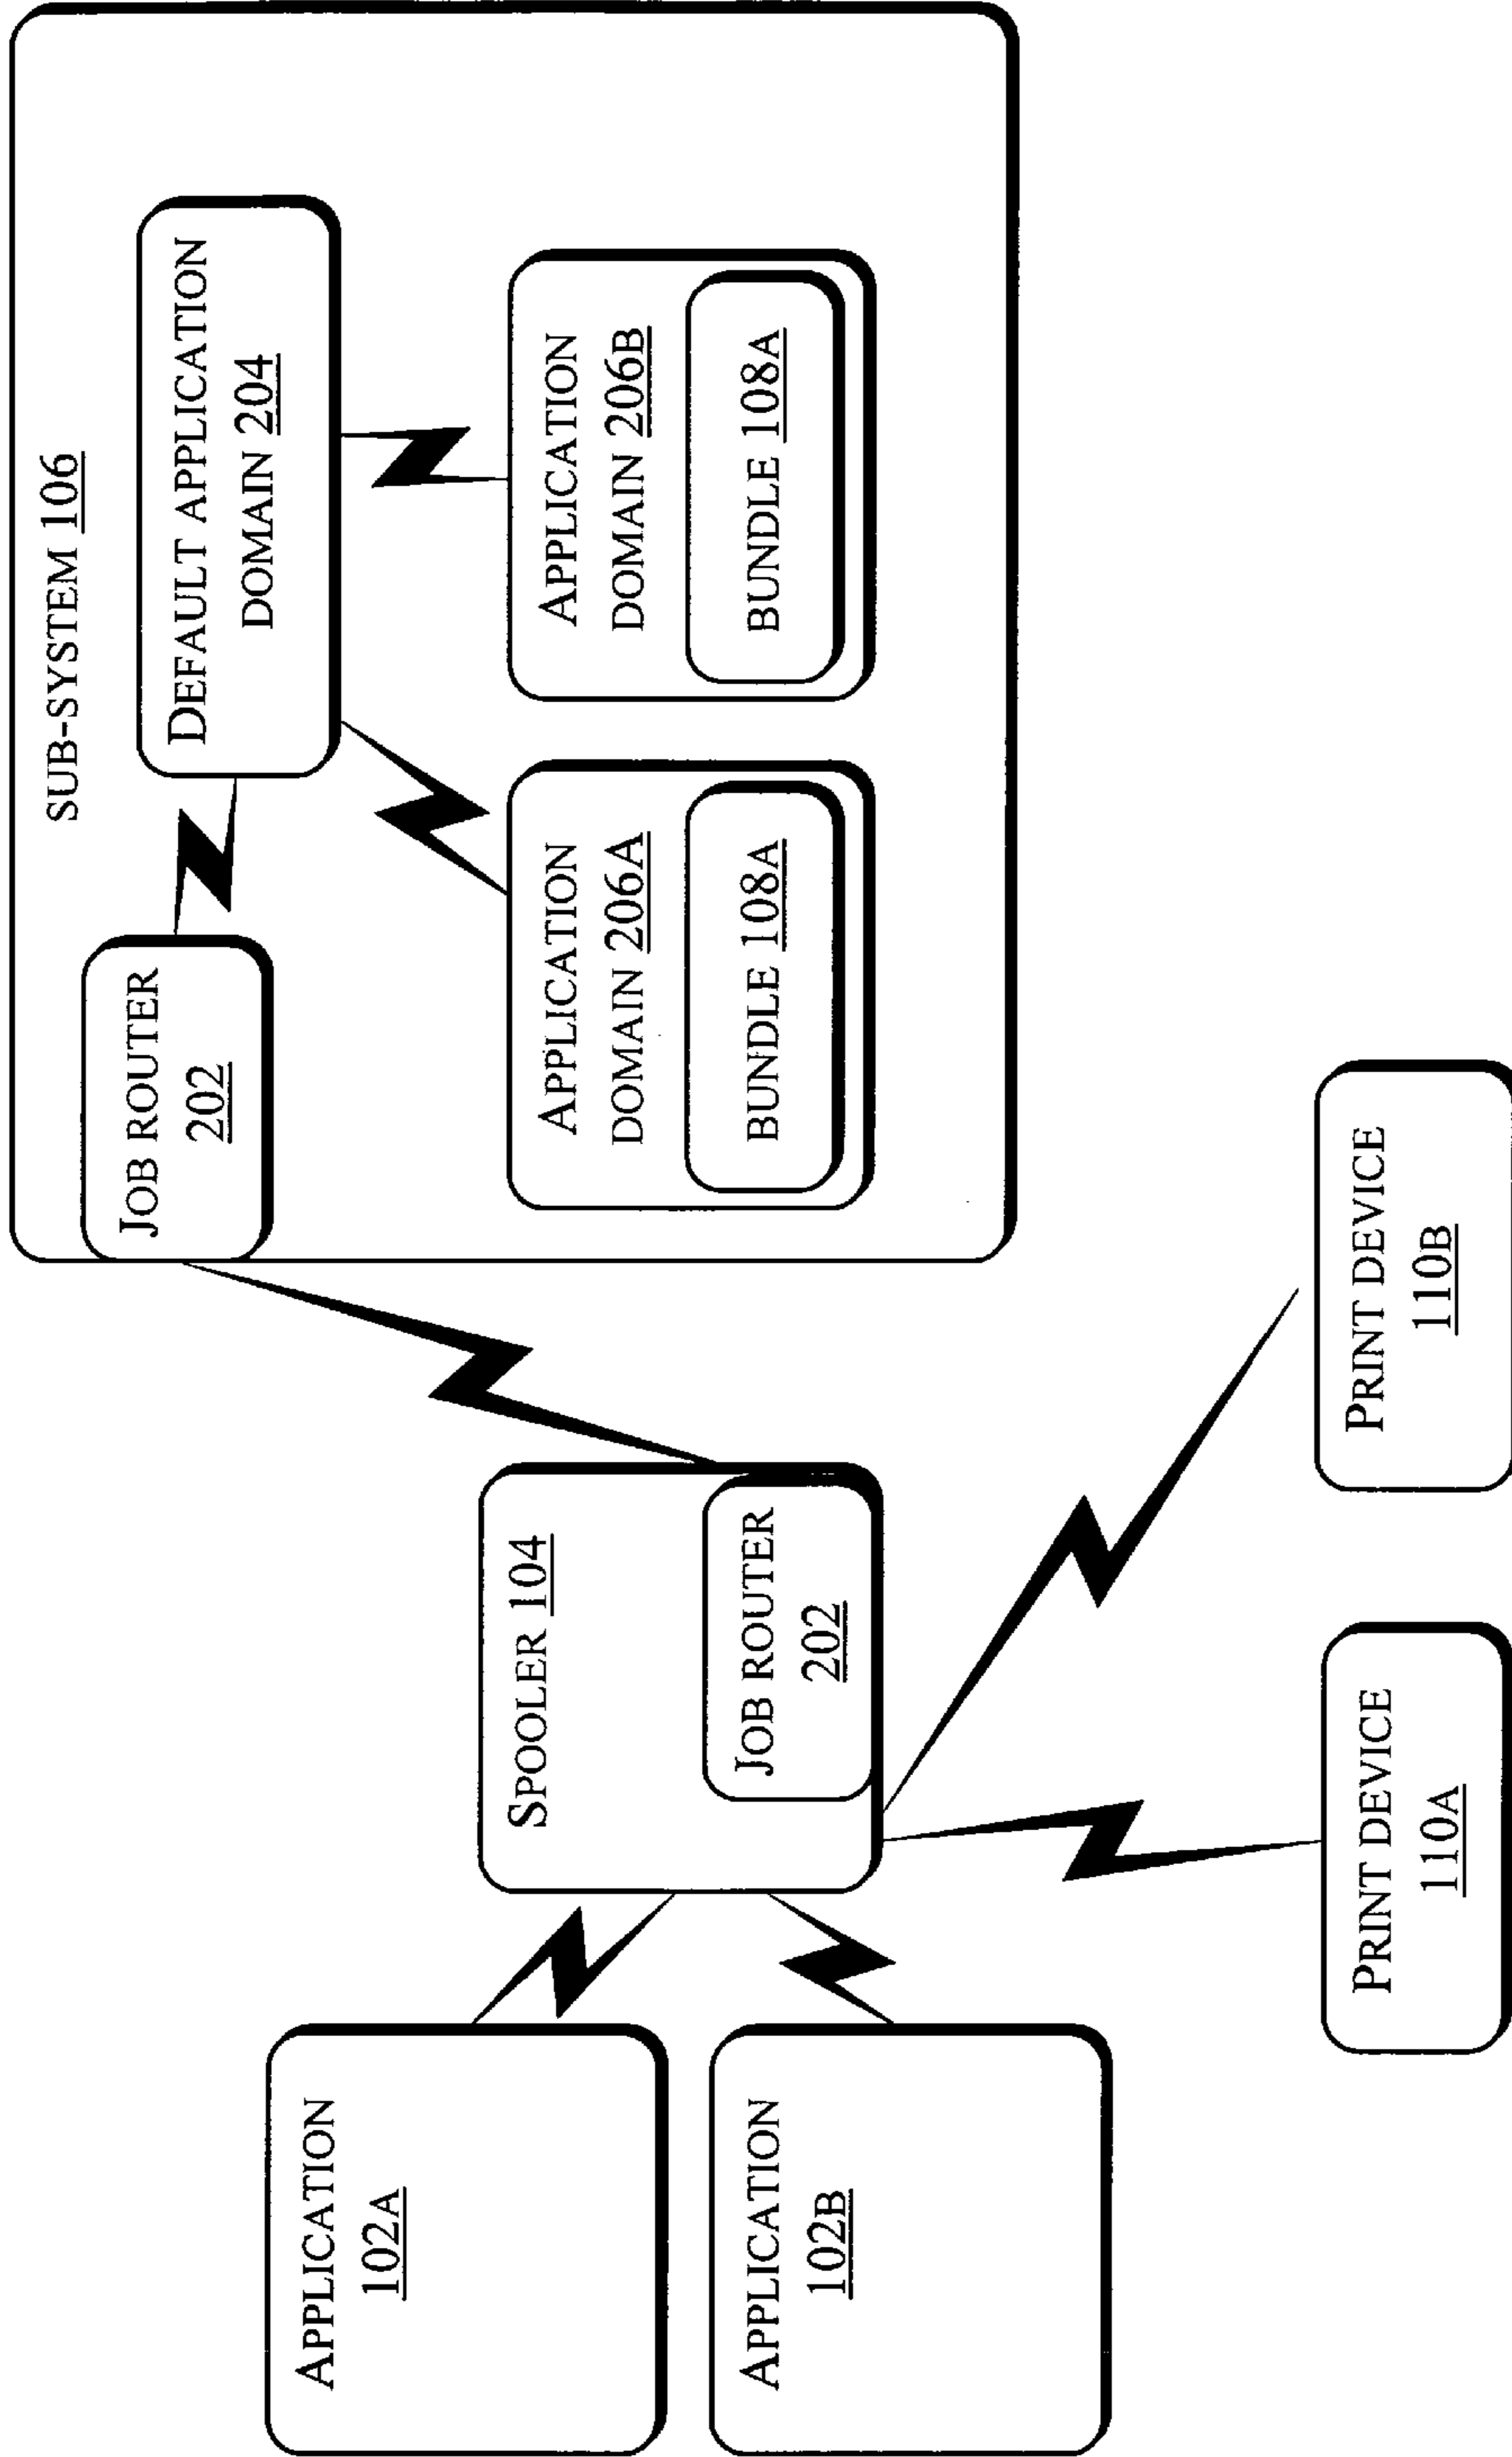 APPLICATION
102A
APPLICATION
102B
SPOOLER 104
JOB ROUTER
202
PRINT DEVICE
110A
PRINT DEVICE
110B
SUB-SYSTEM 106
JOB ROUTER
202
DEFAULT APPLICATION
DOMAIN 204
APPLICATION
DOMAIN 206A
BUNDLE 108A
APPLICATION
DOMAIN 206B
BUNDLE 108A